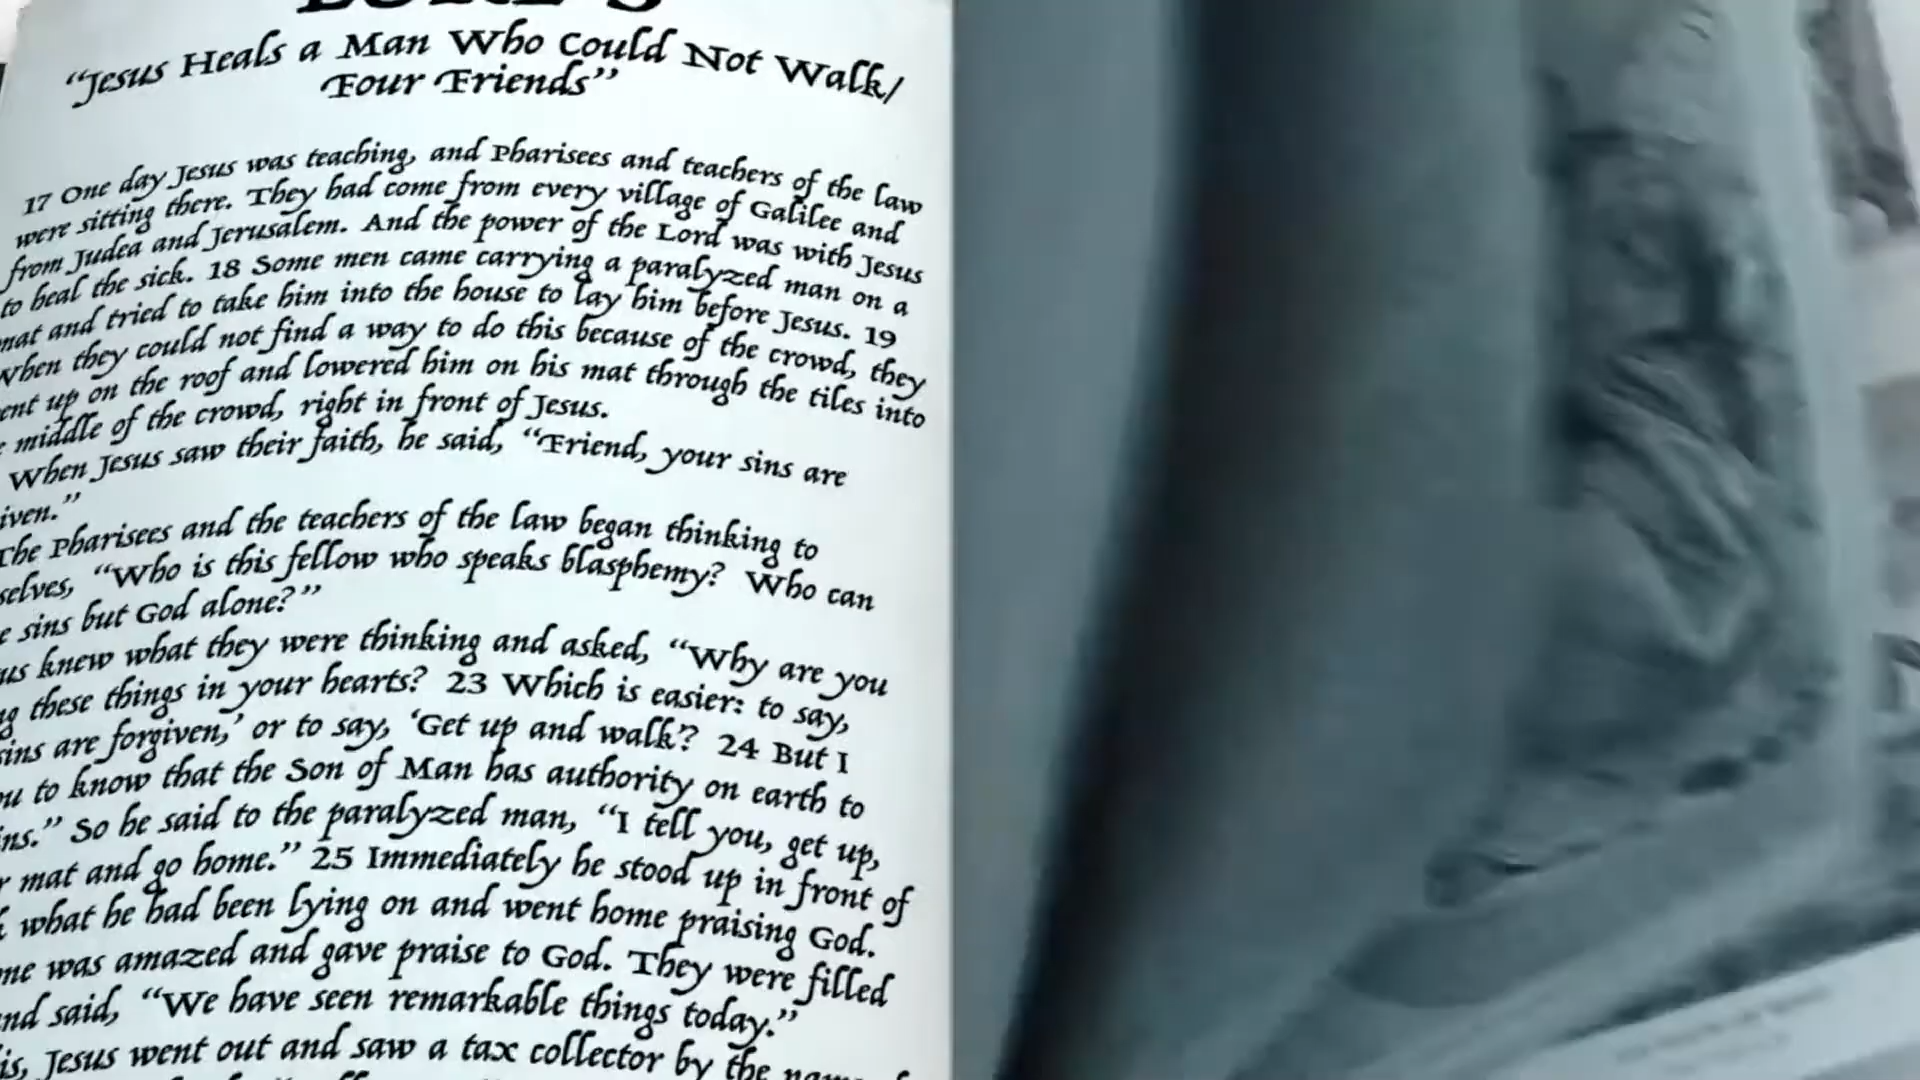 LUKE 5
“Jesus Heals a Man Who Could Not Walk/
Four Friends”
17 One day Jesus was teaching, and Pharisees and teachers of the law
were sitting there. They had come from every village of Galilee and
from Judea and Jerusalem. And the power of the Lord was with Jesus
to heal the sick. 18 Some men came carrying a paralyzed man on a
mat and tried to take him into the house to lay him before Jesus. 19
When they could not find a way to do this because of the crowd, they
ent up on the roof and lowered him on his mat through the tiles into
middle of the crowd, right in front of Jesus.
When Jesus saw their faith, he said, “Friend, your sins are
iven.”
The Pharisees and the teachers of the law began thinking to
selves, “Who is this fellow who speaks blasphemy? Who can
e sins but God alone?”
us knew what they were thinking and asked, “Why are you
ng these things in your hearts? 23 Which is easier: to say,
sins are forgiven,’ or to say, ‘Get up and walk’? 24 But I
ou to know that the Son of Man has authority on earth to
ins.” So he said to the paralyzed man, “I tell you, get up,
r mat and go home.” 25 Immediately he stood up in front of
what he had been lying on and went home praising God.
ne was amazed and gave praise to God. They were filled
nd said, “We have seen remarkable things today.”
is, Jesus went out and saw a tax collector by the name of